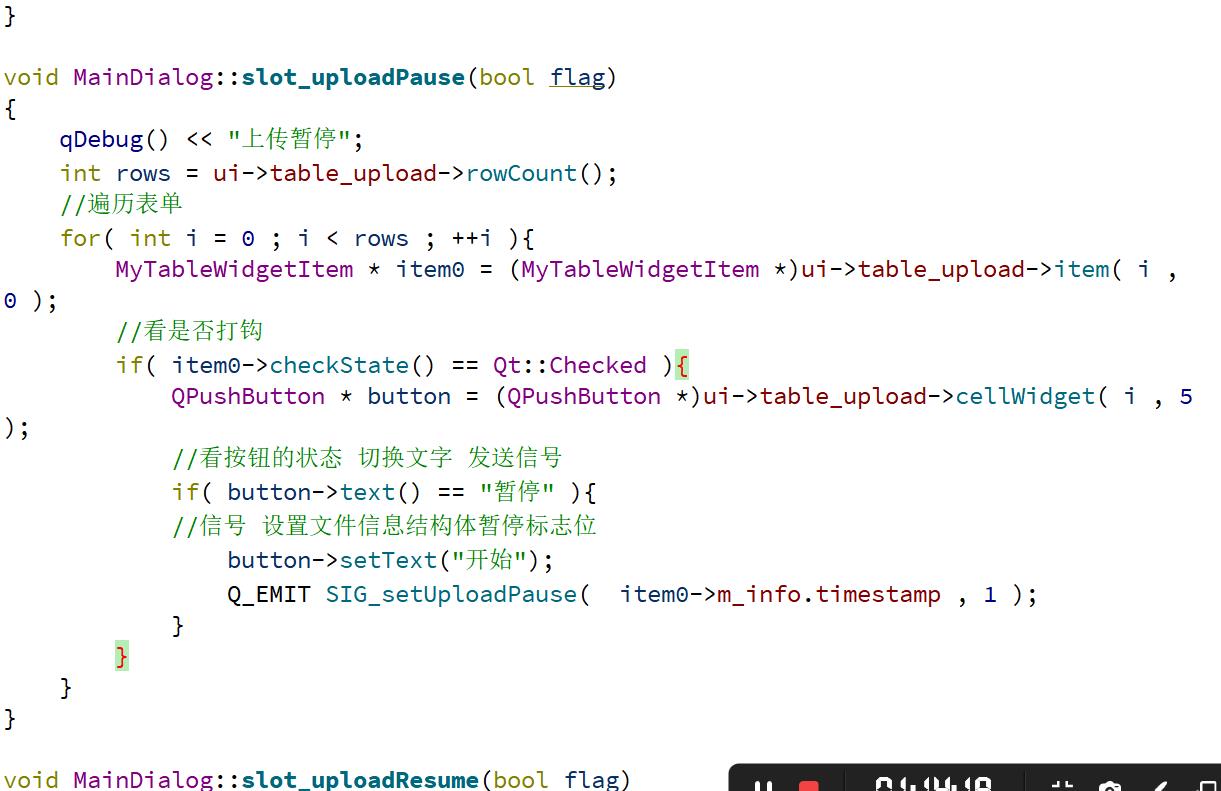 }
void MainDialog::slot_uploadPause(bool flag)
{
    qDebug() << "上传暂停";
    int rows = ui->table_upload->rowCount();
    //遍历表单
    for( int i = 0 ; i < rows ; ++i ){
        MyTableWidgetItem * item0 = (MyTableWidgetItem *)ui->table_upload->item( i ,
0 );
        //看是否打钩
        if( item0->checkState() == Qt::Checked ){
            QPushButton * button = (QPushButton *)ui->table_upload->cellWidget( i , 5
);
            //看按钮的状态 切换文字 发送信号
            if( button->text() == "暂停" ){
            //信号 设置文件信息结构体暂停标志位
                button->setText("开始");
                Q_EMIT SIG_setUploadPause(  item0->m_info.timestamp , 1 );
            }
        }
    }
}
void MainDialog::slot_uploadResume(bool flag)